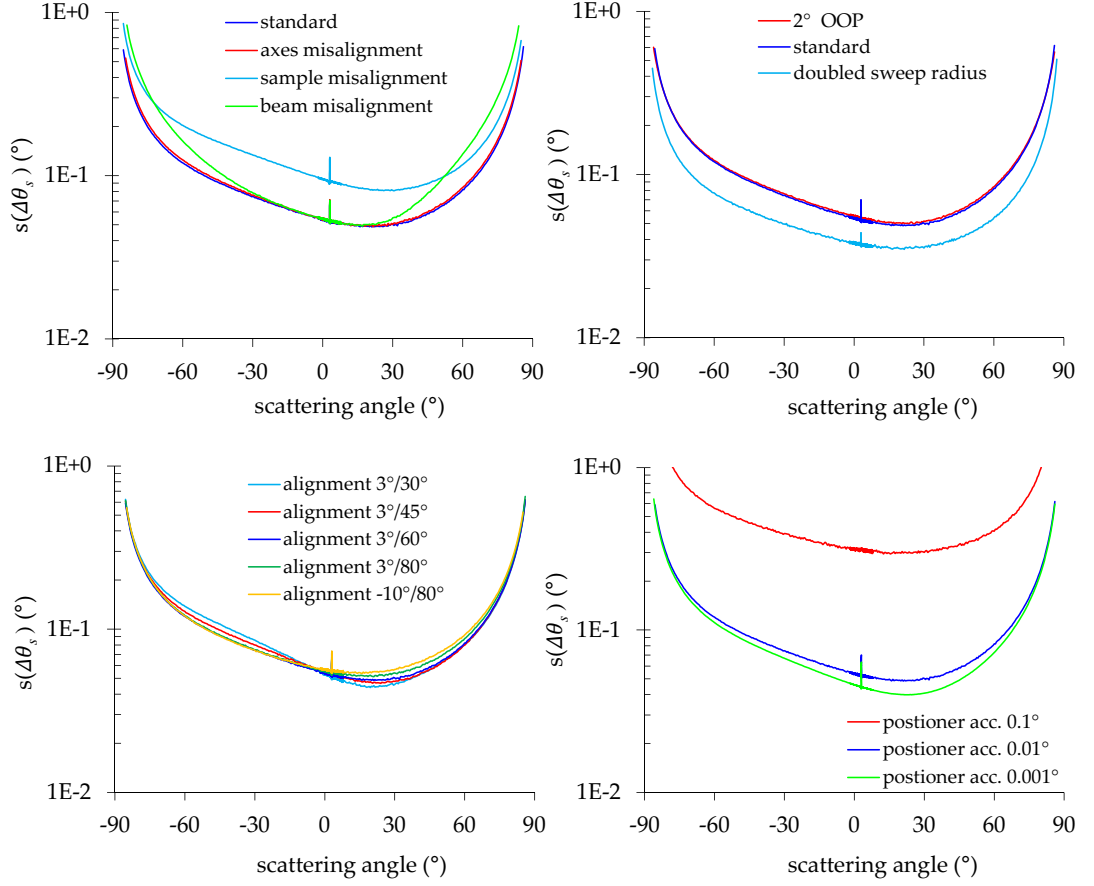 1E+0
1E-1
1E-2
s(Δθs ) (°)
standard
axes misalignment
sample misalignment
beam misalignment
-90 -60 -30 0 30 60 90
scattering angle (°)
1E+0
1E-1
1E-2
s(Δθs ) (°)
2° OOP
standard
doubled sweep radius
-90 -60 -30 0 30 60 90
scattering angle (°)
1E+0
1E-1
1E-2
s(Δθs ) (°)
alignment 3°/30°
alignment 3°/45°
alignment 3°/60°
alignment 3°/80°
alignment -10°/80°
-90 -60 -30 0 30 60 90
scattering angle (°)
1E+0
1E-1
1E-2
s(Δθs ) (°)
postioner acc. 0.1°
postioner acc. 0.01°
postioner acc. 0.001°
-90 -60 -30 0 30 60 90
scattering angle (°)